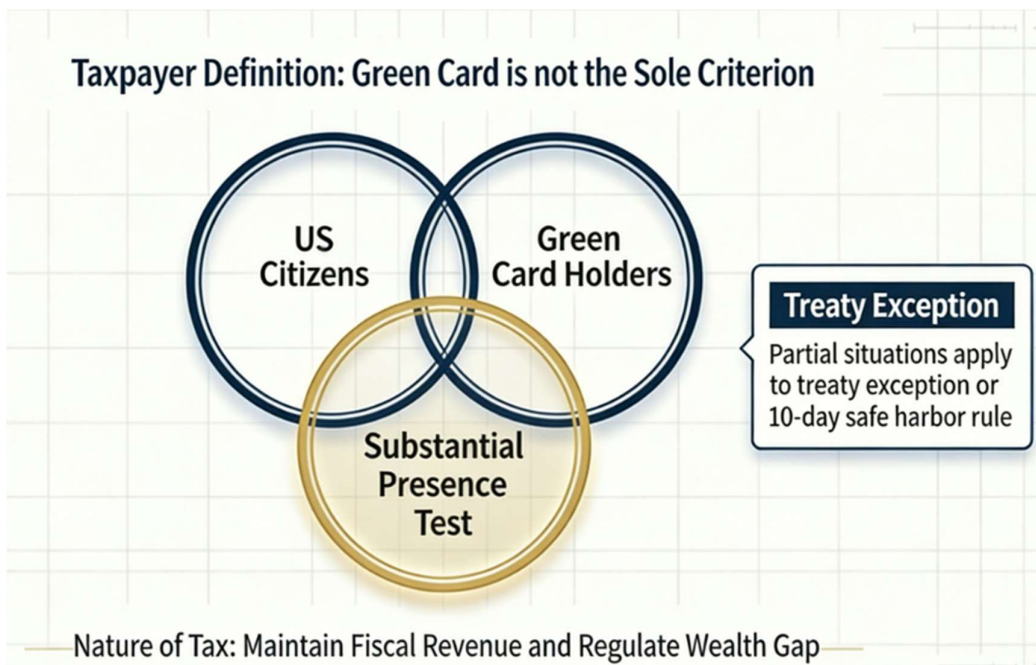 Taxpayer Definition: Green Card is not the Sole Criterion
US
Citizens
Green
Card Holders
Substantial
Presence
Test
Treaty Exception
Partial situations apply
to treaty exception or
10-day safe harbor rule
Nature of Tax: Maintain Fiscal Revenue and Regulate Wealth Gap